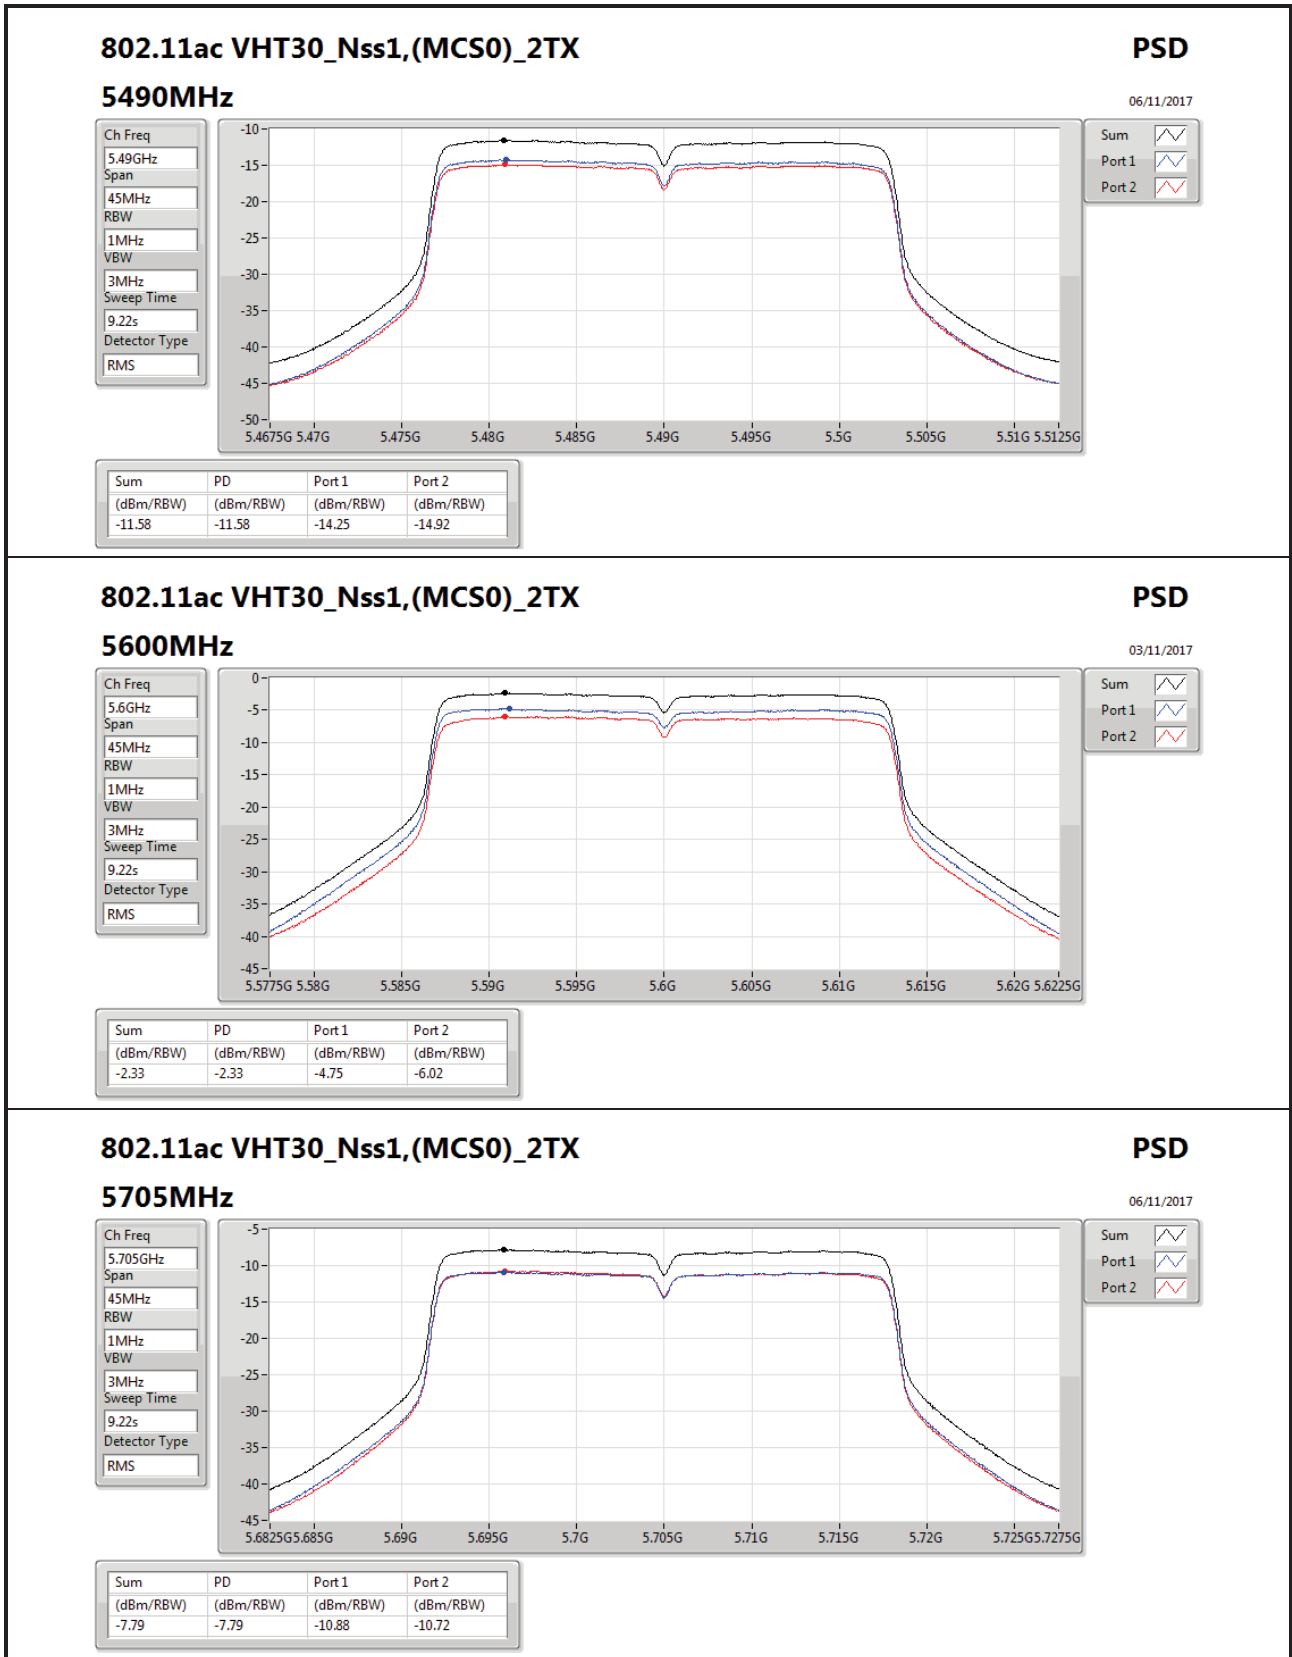 802.11ac VHT30_Nss1,(MCS0)_2TX PSD
5490MHz 06/11/2017
Ch Freq
5.49GHz
Span
45MHz
RBW
1MHz
VBW
3MHz
Sweep Time
9.22s
Detector Type
RMS
-10
-15
-20
-25
-30
-35
-40
-45
-50
5.4675G 5.47G 5.475G 5.48G 5.485G 5.49G 5.495G 5.5G 5.505G 5.51G 5.5125G
Sum
Port 1
Port 2
Sum PD Port 1 Port 2
(dBm/RBW) (dBm/RBW) (dBm/RBW) (dBm/RBW)
-11.58 -11.58 -14.25 -14.92
802.11ac VHT30_Nss1,(MCS0)_2TX PSD
5600MHz 03/11/2017
Ch Freq
5.6GHz
Span
45MHz
RBW
1MHz
VBW
3MHz
Sweep Time
9.22s
Detector Type
RMS
0
-5
-10
-15
-20
-25
-30
-35
-40
-45
5.5775G 5.58G 5.585G 5.59G 5.595G 5.6G 5.605G 5.61G 5.615G 5.62G 5.6225G
Sum
Port 1
Port 2
Sum PD Port 1 Port 2
(dBm/RBW) (dBm/RBW) (dBm/RBW) (dBm/RBW)
-2.33 -2.33 -4.75 -6.02
802.11ac VHT30_Nss1,(MCS0)_2TX PSD
5705MHz 06/11/2017
Ch Freq
5.705GHz
Span
45MHz
RBW
1MHz
VBW
3MHz
Sweep Time
9.22s
Detector Type
RMS
-5
-10
-15
-20
-25
-30
-35
-40
-45
5.6825G 5.685G 5.69G 5.695G 5.7G 5.705G 5.71G 5.715G 5.72G 5.725G 5.7275G
Sum
Port 1
Port 2
Sum PD Port 1 Port 2
(dBm/RBW) (dBm/RBW) (dBm/RBW) (dBm/RBW)
-7.79 -7.79 -10.88 -10.72